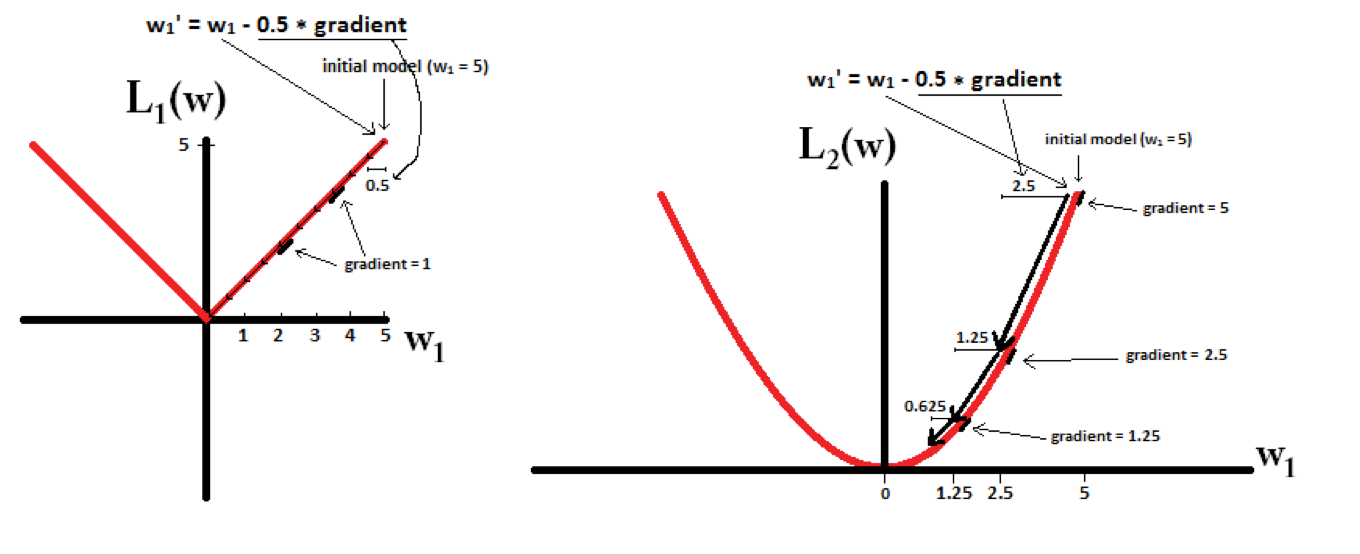 w₁' = w₁ - 0.5 * gradient
initial model (w₁ = 5)
L₁(w)
5
0.5
gradient = 1
1 2 3 4 5 w₁
w₁' = w₁ - 0.5 * gradient
initial model (w₁ = 5)
L₂(w)
2.5
gradient = 5
1.25
gradient = 2.5
0.625
gradient = 1.25
w₁
0 1.25 2.5 5